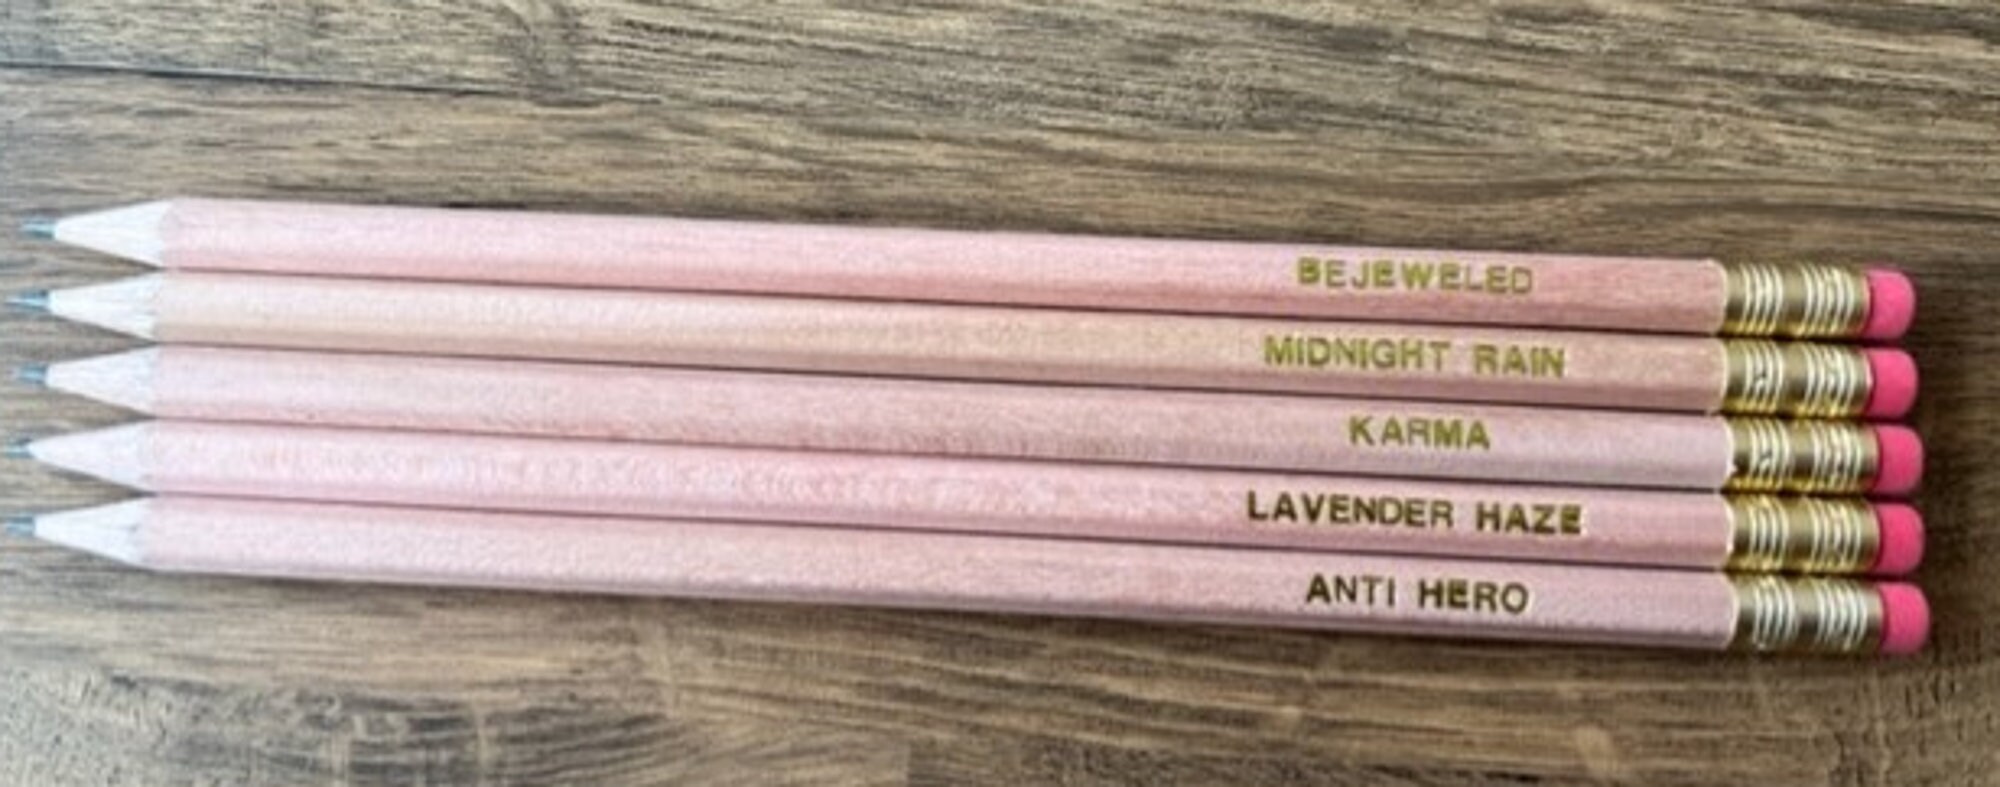 BEJEWELED
MIDNIGHT RAIN
KARMA
LAVENDER HAZE
ANTI HERO